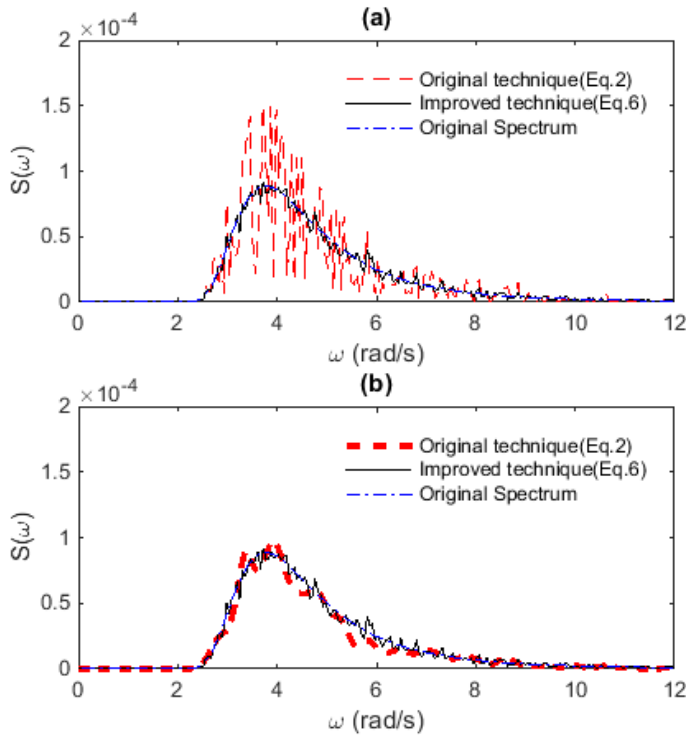 (a)
×10⁻⁴
2
1.5
1
0.5
0
S(ω)
Original technique(Eq.2)
Improved technique(Eq.6)
Original Spectrum
0 2 4 6 8 10 12
ω (rad/s)
(b)
×10⁻⁴
2
1.5
1
0.5
0
S(ω)
Original technique(Eq.2)
Improved technique(Eq.6)
Original Spectrum
0 2 4 6 8 10 12
ω (rad/s)